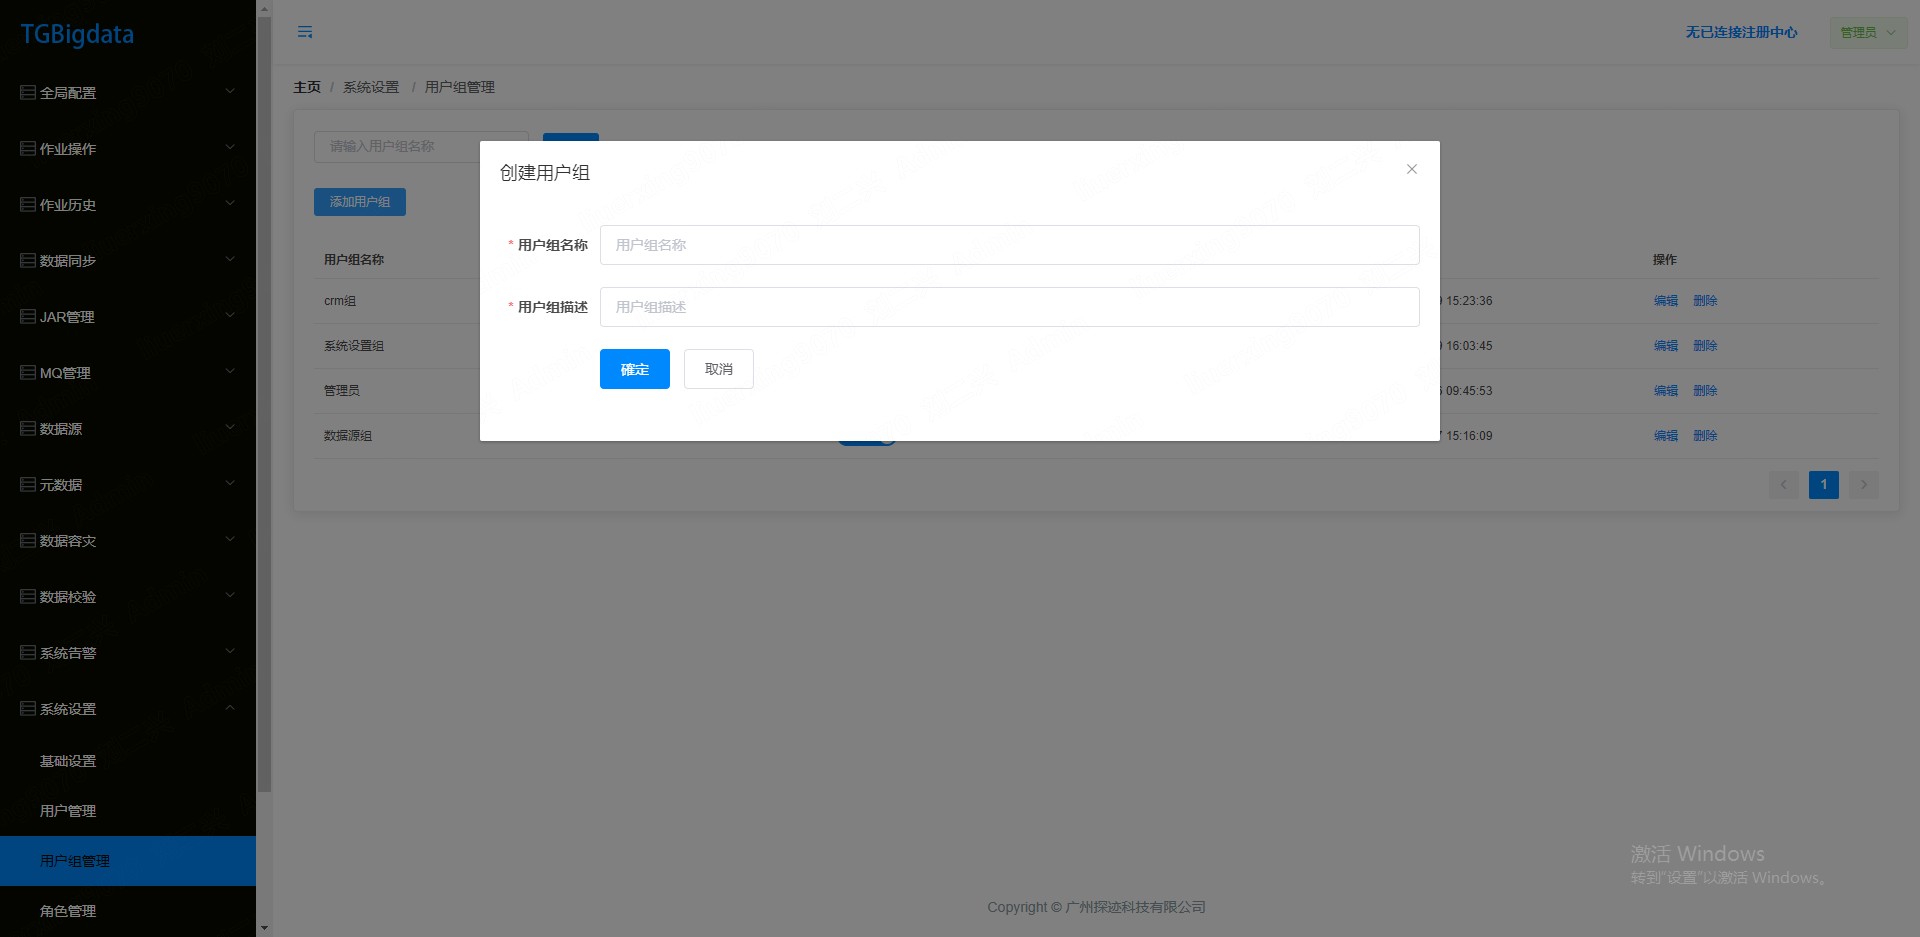 TGBigdata
全局配置
作业操作
作业历史
数据同步
JAR管理
MQ管理
数据源
元数据
数据容灾
数据校验
系统告警
系统设置
基础设置
用户管理
用户组管理
角色管理
无已连接注册中心
管理员
主页 / 系统设置 / 用户组管理
请输入用户组名称
添加用户组
用户组名称 操作
crm组 15:23:36 编辑 删除
系统设置组 16:03:45 编辑 删除
管理员 09:45:53 编辑 删除
数据源组 15:16:09 编辑 删除
1
创建用户组
* 用户组名称 用户组名称
* 用户组描述 用户组描述
確定 取消
激活 Windows
转到"设置"以激活 Windows。
Copyright © 广州探迹科技有限公司